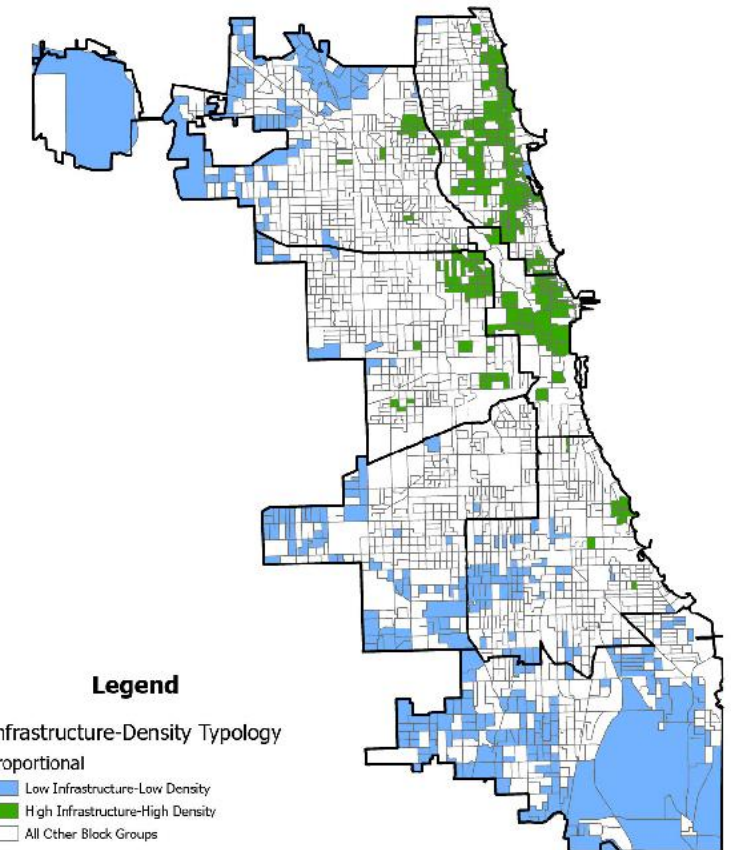 Legend
nfrastructure-Density Typology
roportional
Low Infrastructure-Low Density
High Infrastructure-High Density
All Other Block Groups